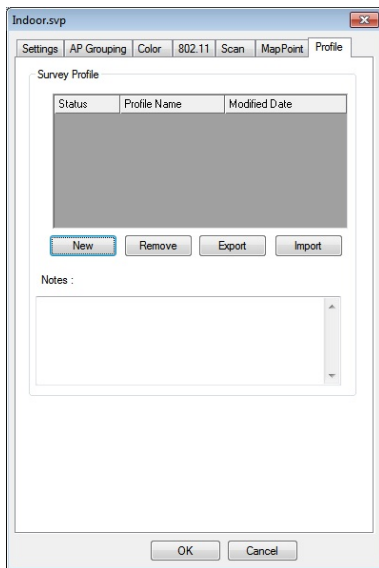 Indoor.svp
Settings AP Grouping Color 802.11 Scan MapPoint Profile
Survey Profile
Status Profile Name Modified Date
New Remove Export Import
Notes :
OK Cancel